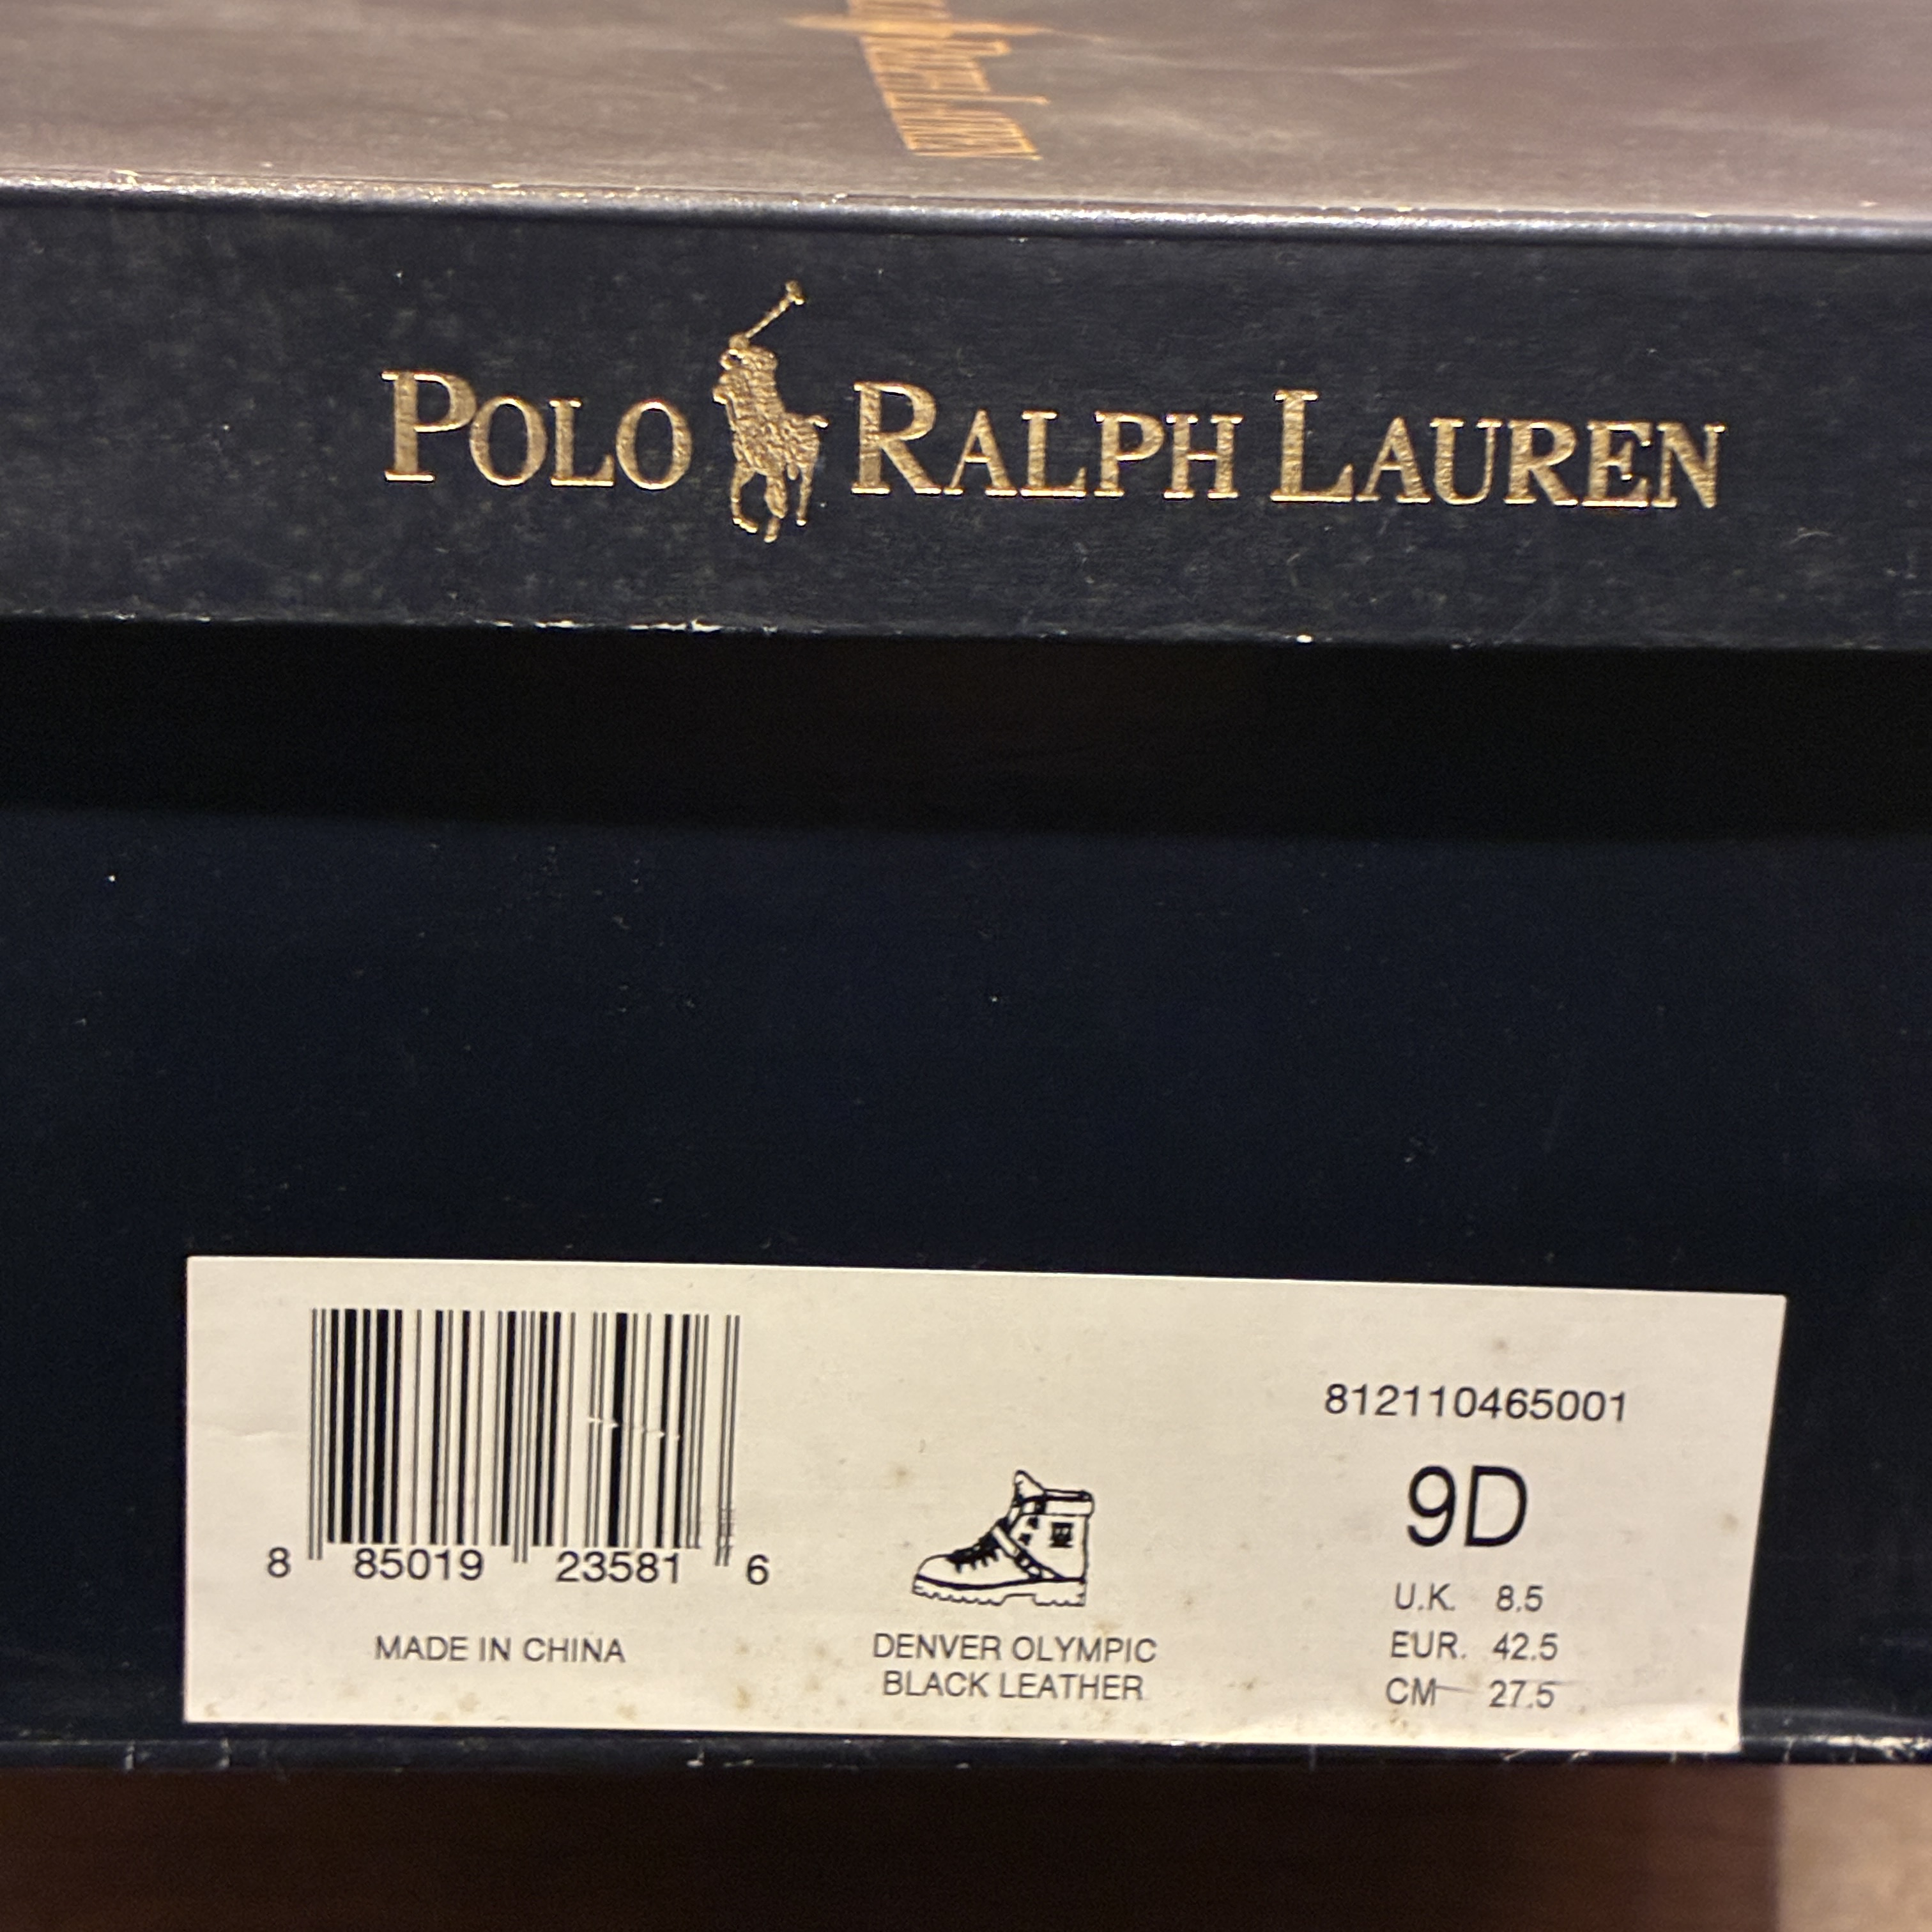 POLO RALPH LAUREN
812110465001
9D
8 85019 23581 6
U.K. 8.5
MADE IN CHINA
DENVER OLYMPIC
EUR. 42.5
BLACK LEATHER
CM 27.5